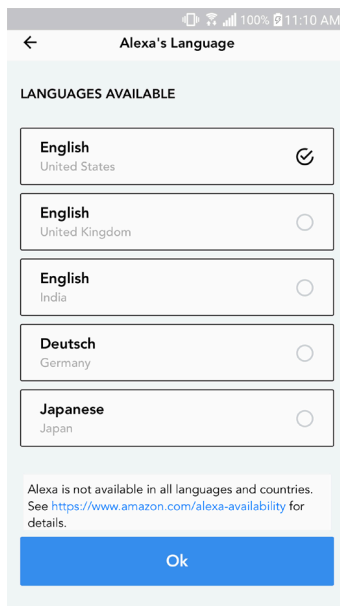 100% 11:10 AM
Alexa's Language
LANGUAGES AVAILABLE
English
United States
English
United Kingdom
English
India
Deutsch
Germany
Japanese
Japan
Alexa is not available in all languages and countries.
See https://www.amazon.com/alexa-availability for
details.
Ok